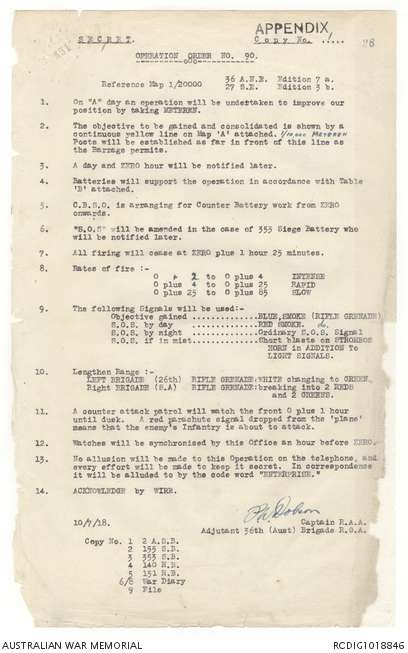 APPENDIX
SECRET.
Copy No. 1.
OPERATION ORDER NO. 90.
Reference Map 1/20000
36 A.N.E. Edition 7 a.
27 S.E. Edition 3 b.
1. On "A" day an operation will be undertaken to improve our
position by taking METEREN.
2. The objective to be gained and consolidated is shown by a
continuous yellow line on Map 'A' attached. 1/10,000 METEREN
Posts will be established as far in front of this line as
the Barrage permits.
3. A day and ZERO hour will be notified later.
4. Batteries will support the operation in accordance with Table
'B' attached.
5. C.B.S.O. is arranging for Counter Battery work from ZERO
onwards.
6. "S.O.S" will be amended in the case of 353 Siege Battery who
will be notified later.
7. All firing will cease at ZERO plus 1 hour 25 minutes.
8. Rates of fire :-
0 + 2 to 0 plus 4 INTENSE
0 plus 4 to 0 plus 25 RAPID
0 plus 25 to 0 plus 85 SLOW
9. The following Signals will be used:-
Objective gained .............. BLUE SMOKE (RIFLE GRENADE)
S.O.S. by day ................. RED SMOKE. do.
S.O.S. by night ............... Ordinary S.O.S. Signal
S.O.S. if in mist.............. Short blasts on STROMBOS
HORN in ADDITION To
LIGHT SIGNALS.
10. Lengthen Range :-
LEFT BRIGADE (26th) RIFLE GRENADE: WHITE changing to GREEN.
Right BRIGADE (S.A) RIFLE GRENADE: breaking into 2 REDS
and 2 GREENS.
11. A counter attack patrol will watch the front 0 plus 1 hour
until dusk. A red parachute signal dropped from the 'plane'
means that the enemy's Infantry is about to attack.
12. Watches will be synchronised by this Office an hour before ZERO.
13. No allusion will be made to this Operation on the telephone, and
every effort will be made to keep it secret. In correspondence
it will be alluded to by the code word "ENTERPRISE."
14. ACKNOWLEDGE by WIRE.
10/7/18.
Captain R.A.A.
Adjutant 36th (Aust) Brigade R.G.A.
Copy No. 1 2 A.S.B.
2 155 S.B.
3 353 S.B.
4 140 H.B.
5 151 H.B.
6/8 War Diary
9 File
AUSTRALIAN WAR MEMORIAL
RCDIG1018846